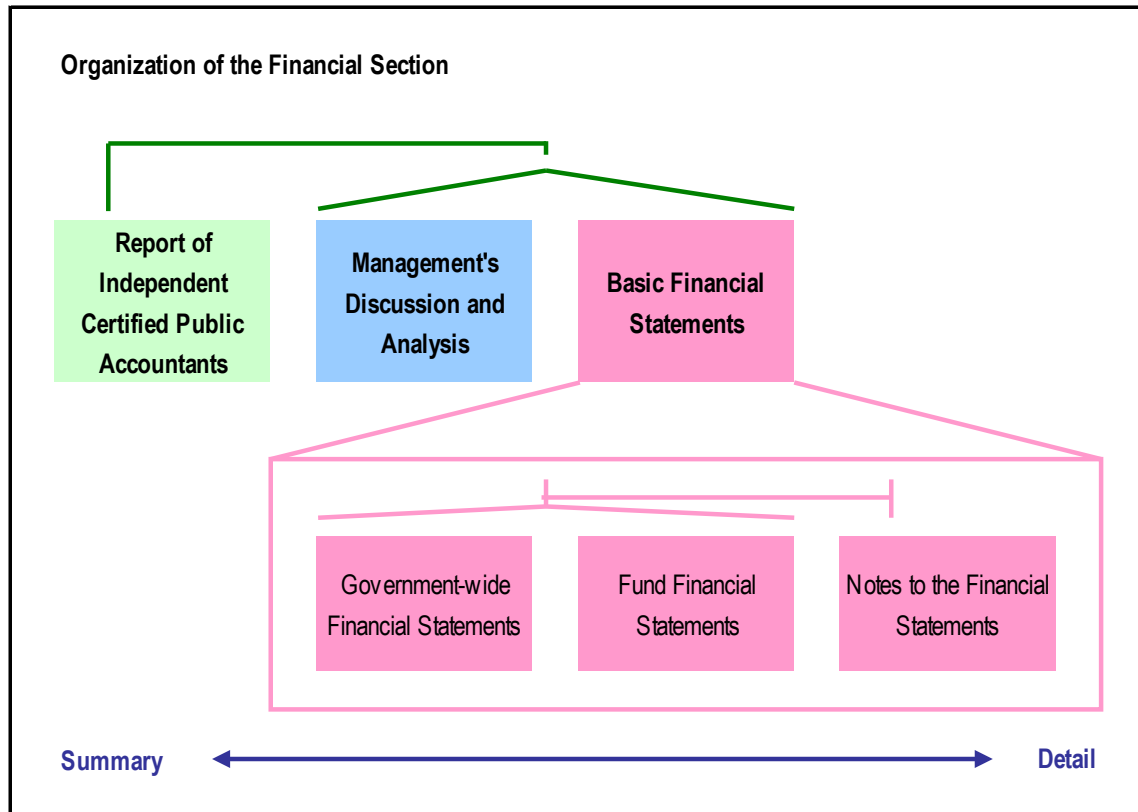 Organization of the Financial Section
Report of
Independent
Certified Public
Accountants
Management's
Discussion and
Analysis
Basic Financial
Statements
Government-wide
Financial Statements
Fund Financial
Statements
Notes to the Financial
Statements
Summary
Detail